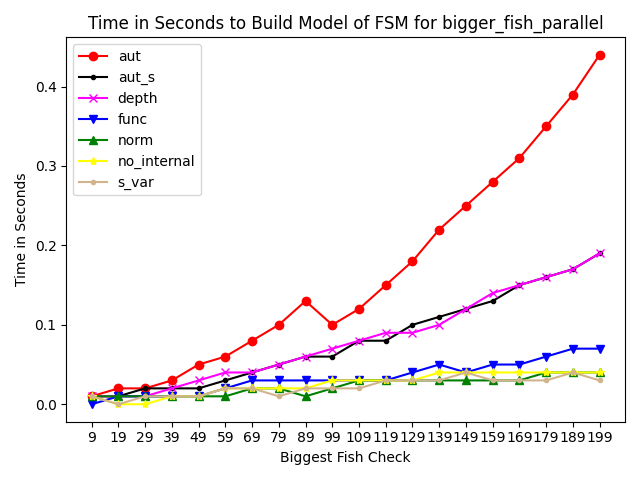 Time in Seconds to Build Model of FSM for bigger_fish_parallel
aut
aut_s
depth
func
norm
no_internal
s_var
Time in Seconds
0.4
0.3
0.2
0.1
0.0
9 19 29 39 49 59 69 79 89 99 109 119 129 139 149 159 169 179 189 199
Biggest Fish Check